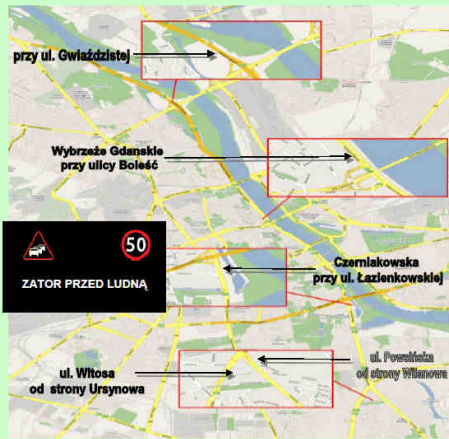 przy ul. Gwiaździstej
Wybrzeże Gdanskie
przy ulicy Boleść
50
ZATOR PRZED LUDNĄ
Czerniakowska
przy ul. Łazienkowskiej
ul. Witosa
od strony Ursynowa
ul. Powsińska
od strony Wilanowa